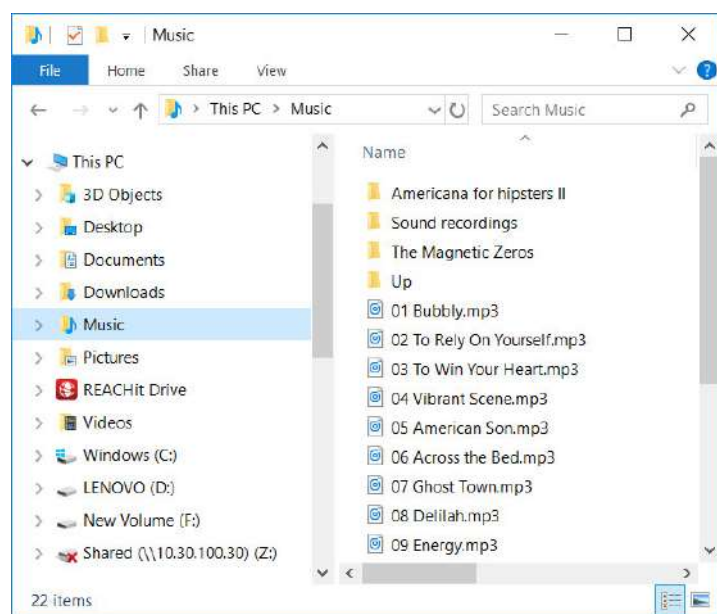 Music
File Home Share View
This PC > Music
Search Music
This PC
3D Objects
Desktop
Documents
Downloads
Music
Pictures
REACHit Drive
Videos
Windows (C:)
LENOVO (D:)
New Volume (F:)
Shared (\\10.30.100.30) (Z:)
Name
Americana for hipsters II
Sound recordings
The Magnetic Zeros
Up
01 Bubbly.mp3
02 To Rely On Yourself.mp3
03 To Win Your Heart.mp3
04 Vibrant Scene.mp3
05 American Son.mp3
06 Across the Bed.mp3
07 Ghost Town.mp3
08 Delilah.mp3
09 Energy.mp3
22 items